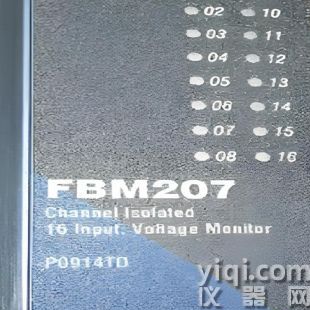 02 10
03 11
04 12
05 13
06 14
07 15
08 16
FBM207
Channel Isolated
16 Input, Voltage Monitor
P0914TD
yiqi.com
仪器网